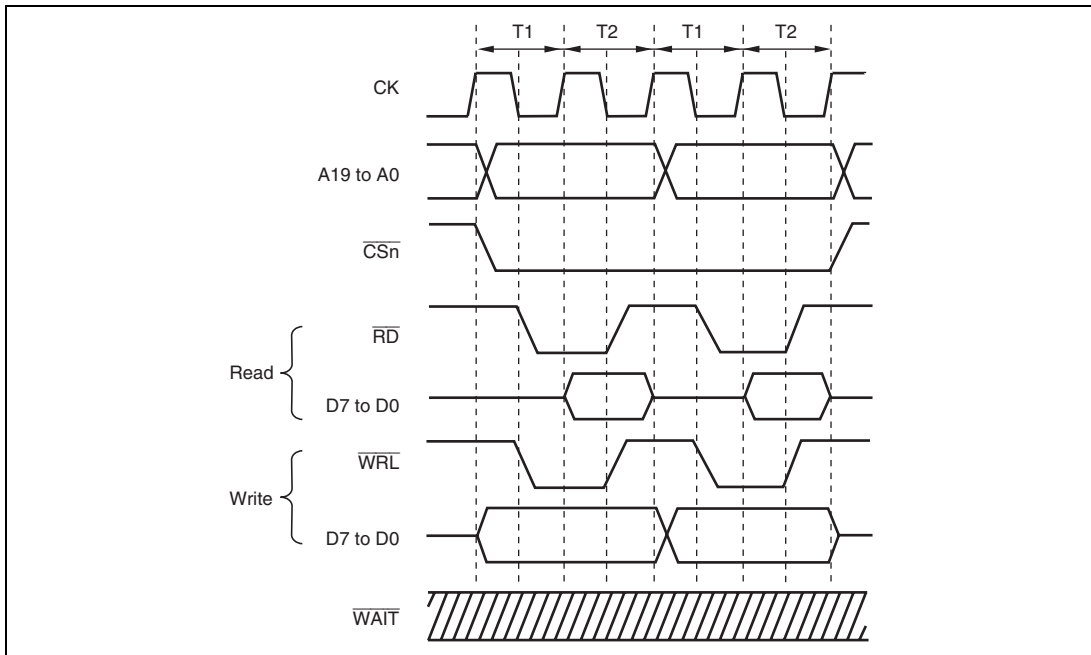 T1 T2 T1 T2
CK
A19 to A0
CSn
RD
Read
D7 to D0
WRL
Write
D7 to D0
WAIT